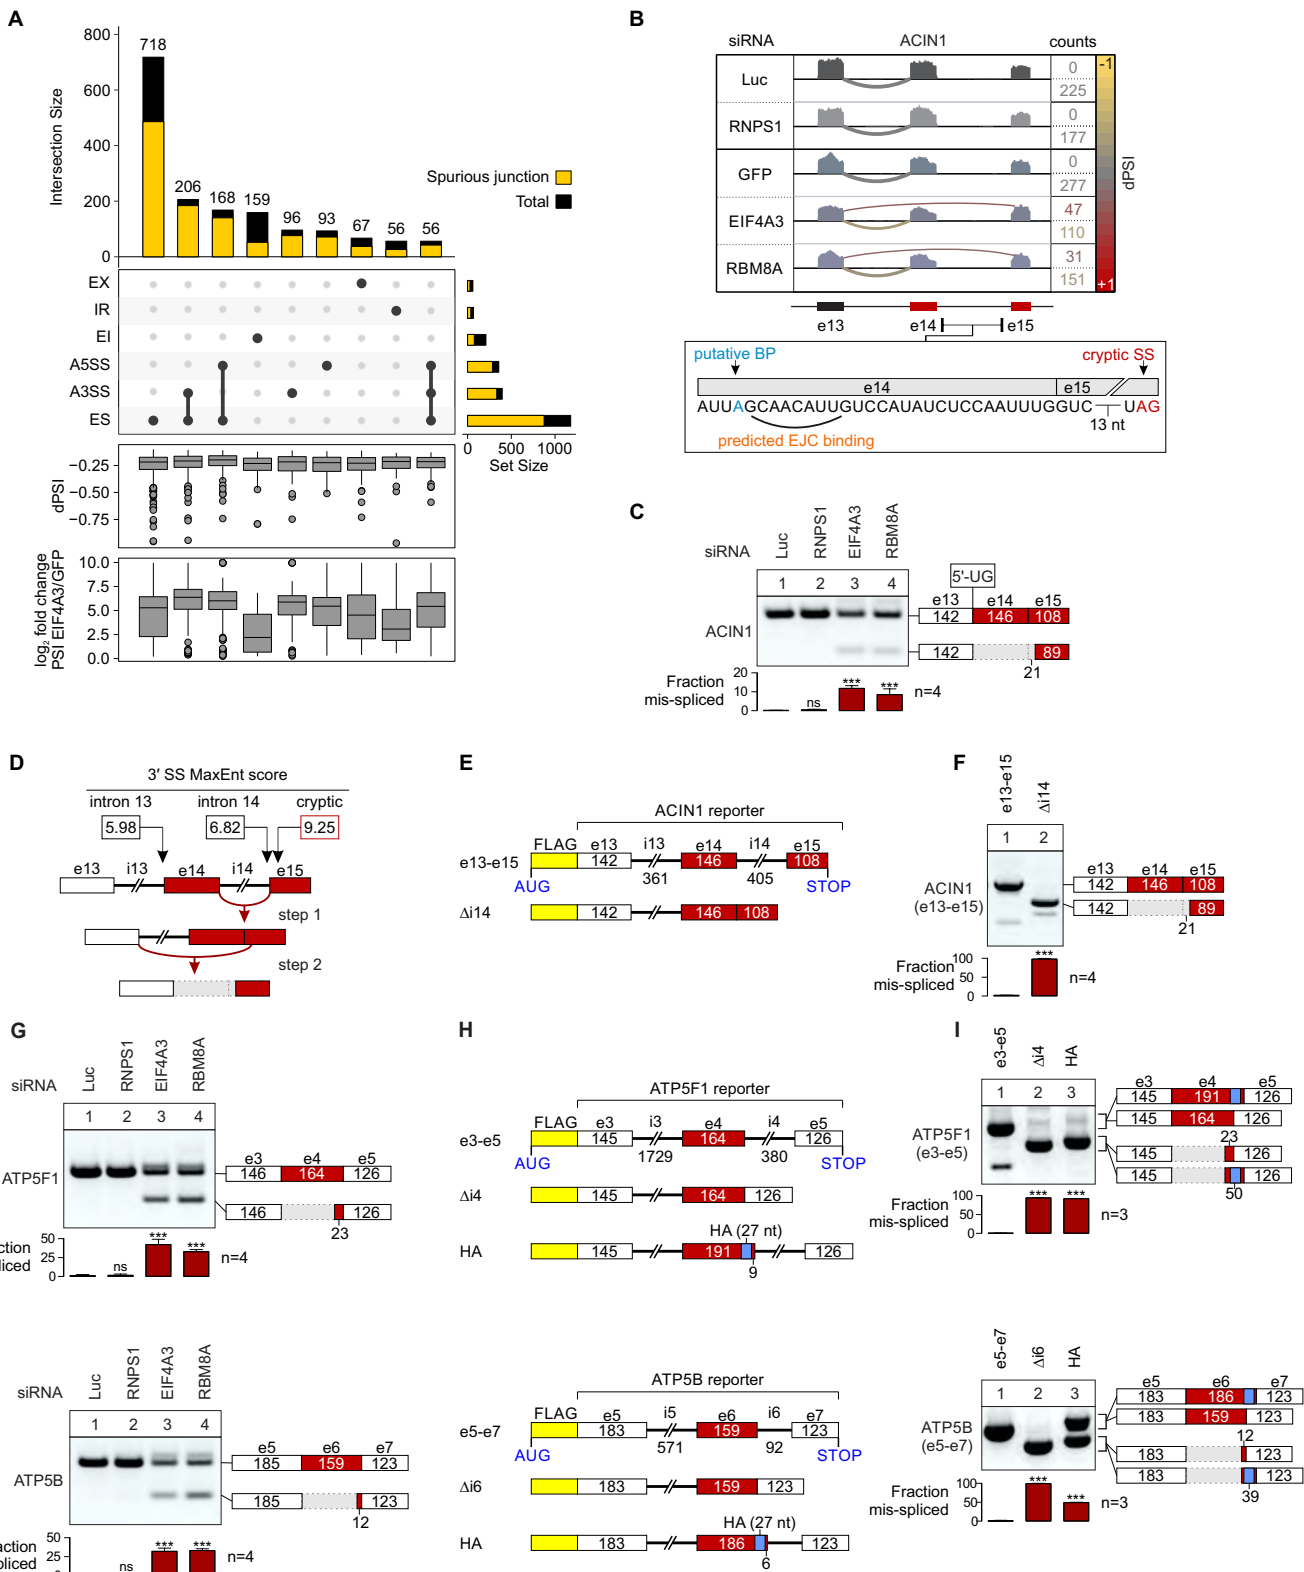 A
800
600
400
200
0
Intersection Size
718
206
168
159
96
93
67
56
56
Spurious junction
Total
EX
IR
EI
A5SS
A3SS
ES
0
500
1000
Set Size
−0.25
−0.50
−0.75
dPSI
10.0
7.5
5.0
2.5
0.0
log2 fold change
PSI EIF4A3/GFP
B
siRNA
ACIN1
counts
Luc
0
225
RNPS1
0
177
GFP
0
277
EIF4A3
47
110
RBM8A
31
151
-1
+1
dPSI
e13
e14
e15
putative BP
cryptic SS
e14
e15
AUUAGCAACAUUGUCCAUAUCUCCAAUUUGGUC
UAG
13 nt
predicted EJC binding
C
siRNA
Luc
RNPS1
EIF4A3
RBM8A
1 2 3 4
ACIN1
5'-UG
e13 e14 e15
142 146 108
142 89
21
Fraction
mis-spliced
20
10
0
ns
***
***
n=4
D
3′ SS MaxEnt score
intron 13
intron 14
cryptic
5.98
6.82
9.25
e13 i13 e14 i14 e15
step 1
step 2
E
ACIN1 reporter
FLAG e13 i13 e14 i14 e15
e13-e15
142 361 146 405 108
AUG
STOP
Δi14
142 146 108
F
e13-e15
Δi14
1 2
ACIN1
(e13-e15)
e13 e14 e15
142 146 108
142 89
21
Fraction
mis-spliced
100
50
0
***
n=4
G
siRNA
Luc
RNPS1
EIF4A3
RBM8A
1 2 3 4
ATP5F1
e3 e4 e5
146 164 126
146 126
23
ction
liced
50
25
0
ns
***
***
n=4
siRNA
Luc
RNPS1
EIF4A3
RBM8A
1 2 3 4
ATP5B
e5 e6 e7
185 159 123
185 123
12
ction
pliced
50
25
ns
***
***
n=4
H
ATP5F1 reporter
FLAG e3 i3 e4 i4 e5
e3-e5
145 1729 164 380 126
AUG
STOP
Δi4
145 164 126
HA (27 nt)
HA
145 191 126
9
ATP5B reporter
FLAG e5 i5 e6 i6 e7
e5-e7
183 571 159 92 123
AUG
STOP
Δi6
183 159 123
HA (27 nt)
HA
183 186 123
6
I
e3-e5
Δi4
HA
1 2 3
ATP5F1
(e3-e5)
e3 e4 e5
145 191 126
145 164 126
23
145 126
145 126
50
Fraction
mis-spliced
100
50
0
***
***
n=3
e5-e7
Δi6
HA
1 2 3
ATP5B
(e5-e7)
e5 e6 e7
183 186 123
183 159 123
12
183 123
183 123
39
Fraction
mis-spliced
100
50
0
***
***
n=3